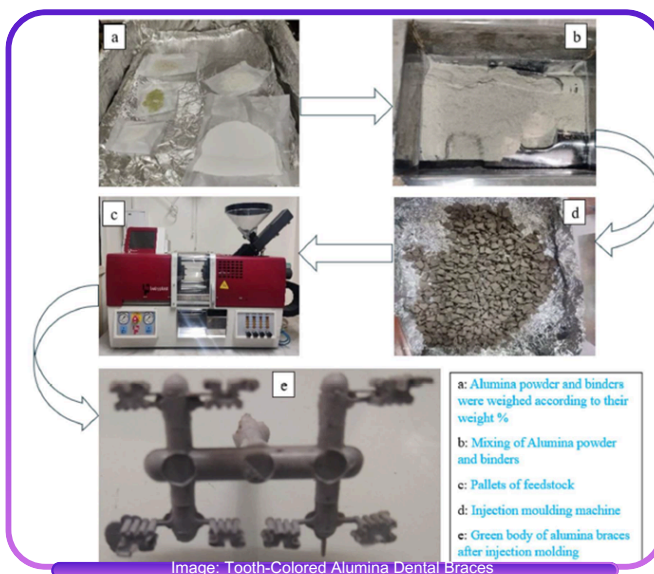 a
b
c
d
e
a: Alumina powder and binders
were weighed according to their
weight %
b: Mixing of Alumina powder
and binders
c: Pallets of feedstock
d: Injection moulding machine
e: Green body of alumina braces
after injection molding
Image: Tooth-Colored Alumina Dental Braces